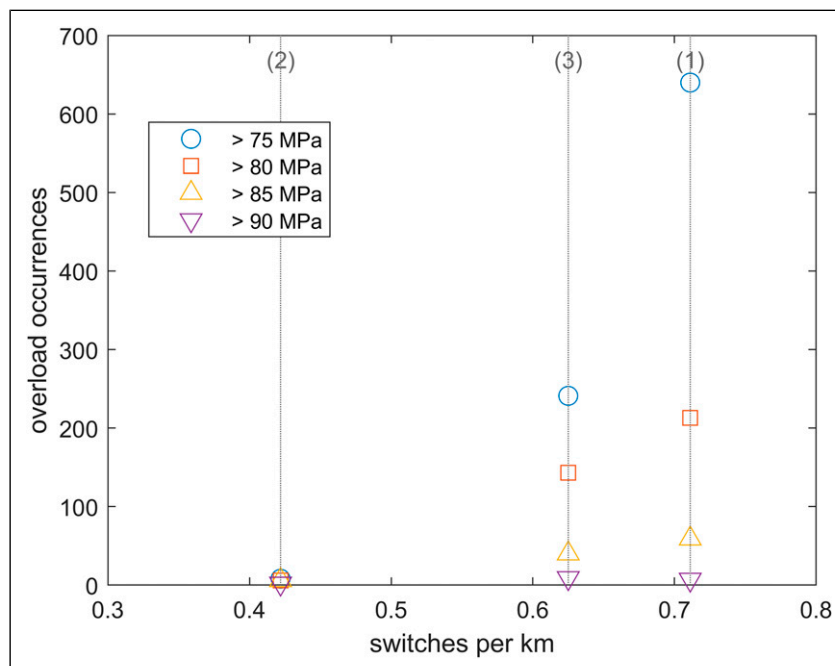 700
(2)
(3)
(1)
600
> 75 MPa
> 80 MPa
> 85 MPa
> 90 MPa
500
400
300
200
100
0
overload occurrences
0.3
0.4
0.5
0.6
0.7
0.8
switches per km